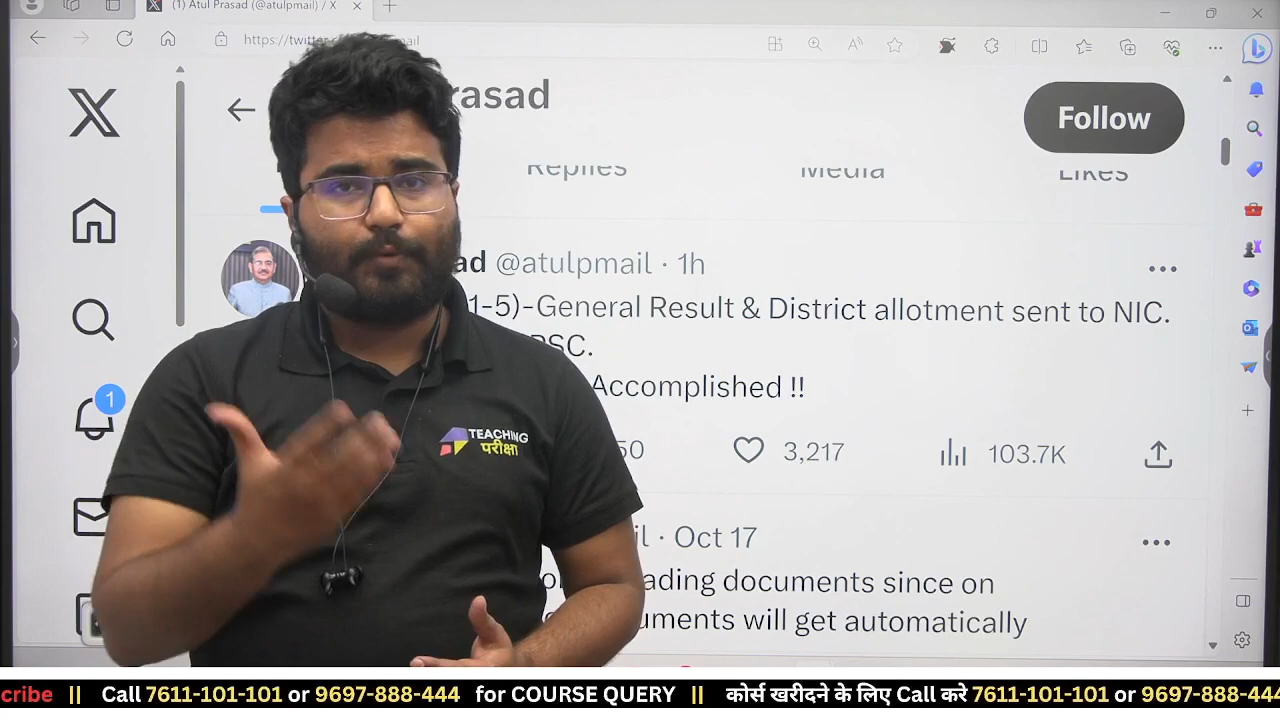 (1) Atul Prasad (@atulpmail) / X
https://twitter
mail
rasad
Follow
Replies
Media
Likes
ad @atulpmail · 1h
1-5)-General Result & District allotment sent to NIC.
PSC.
Accomplished !!
50
3,217
103.7K
1
il · Oct 17
ading documents since on
uments will get automatically
TEACHING
परीक्षा
cribe || Call 7611-101-101 or 9697-888-444 for COURSE QUERY || कोर्स खरीदने के लिए Call करे 7611-101-101 or 9697-888-444